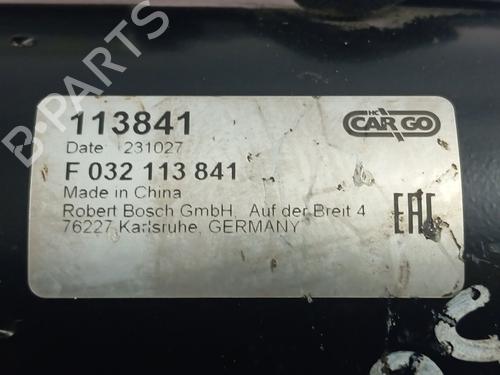 113841
HC
CARGO
Date 231027
F 032 113 841
Made in China
Robert Bosch GmbH, Auf der Breit 4
76227 Karlsruhe, GERMANY
EAC
B-PARTS